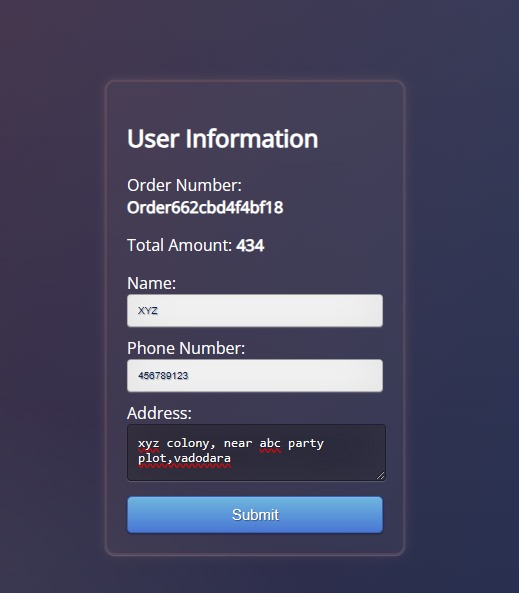 User Information
Order Number:
Order662cbd4f4bf18
Total Amount: 434
Name:
XYZ
Phone Number:
456789123
Address:
xyz colony, near abc party
plot,vadodara
Submit